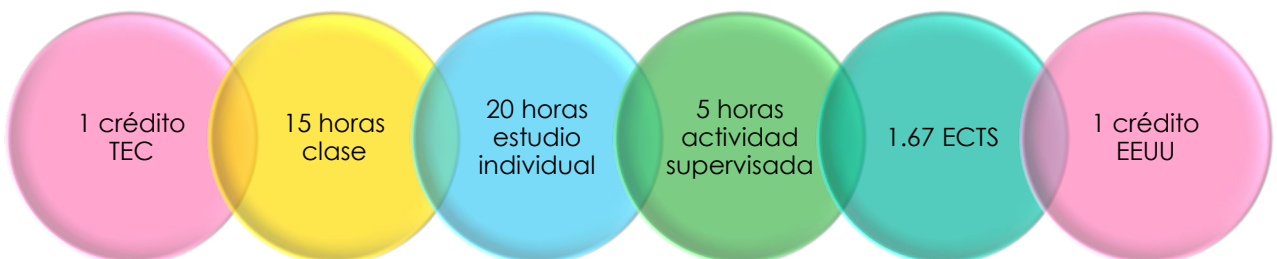 1 crédito
TEC
15 horas
clase
20 horas
estudio
individual
5 horas
actividad
supervisada
1.67 ECTS
1 crédito
EEUU